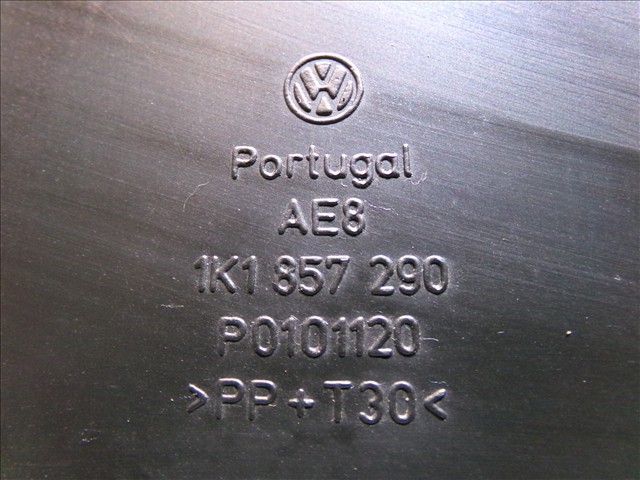 Portugal
AE8
1K1 857 290
P0101120
>PP+T30<